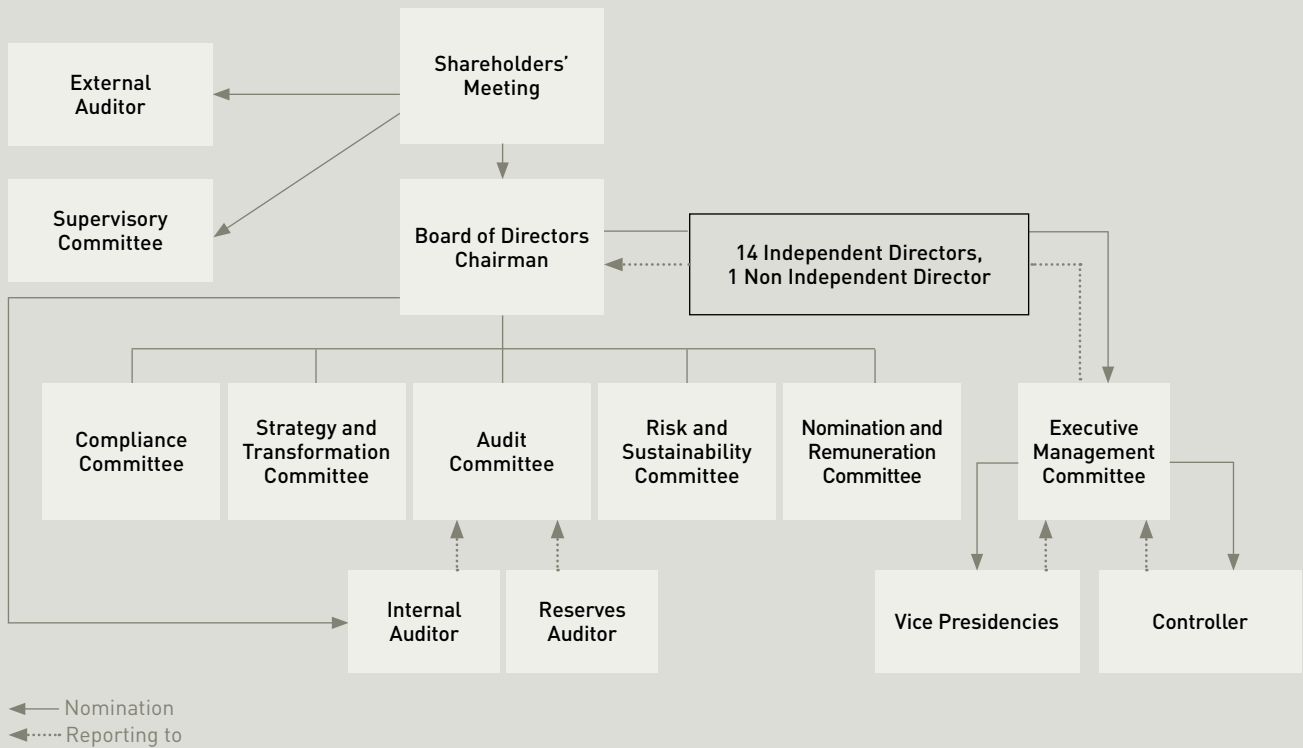 Shareholders’
Meeting
External
Auditor
Supervisory
Committee
Board of Directors
Chairman
14 Independent Directors,
1 Non Independent Director
Compliance
Committee
Strategy and
Transformation
Committee
Audit
Committee
Risk and
Sustainability
Committee
Nomination and
Remuneration
Committee
Executive
Management
Committee
Internal
Auditor
Reserves
Auditor
Vice Presidencies
Controller
Nomination
Reporting to